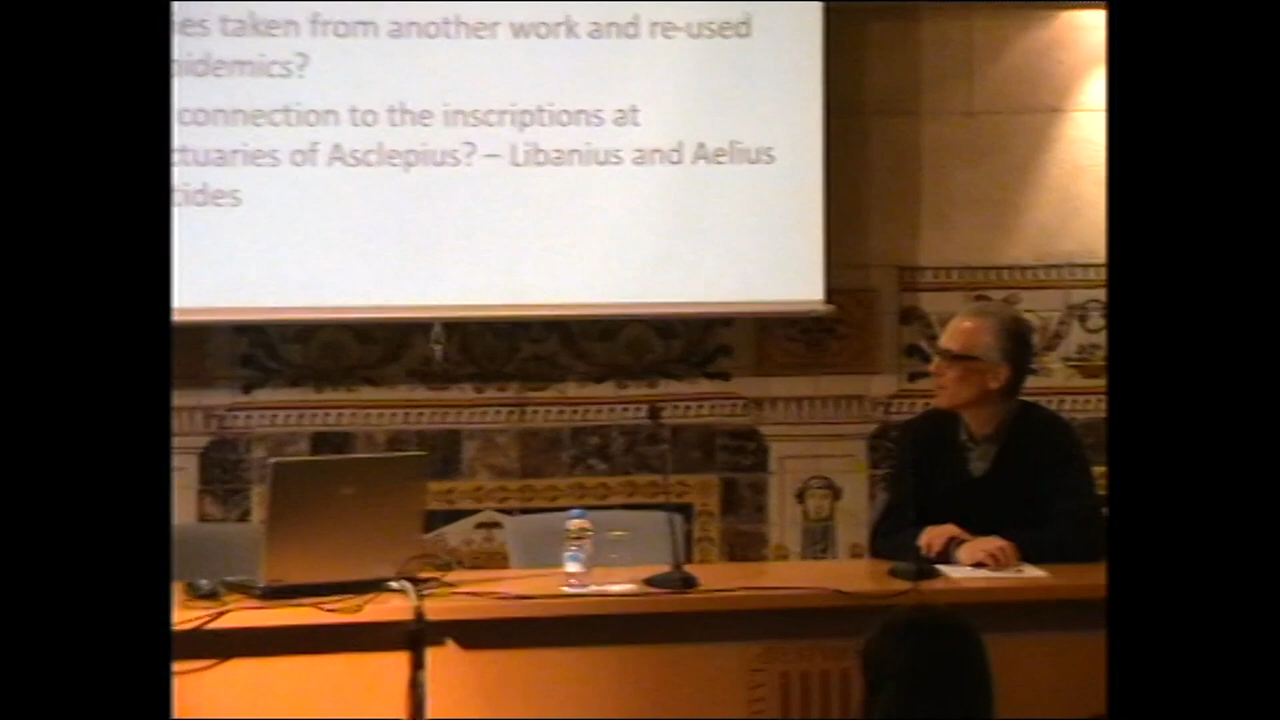 ies taken from another work and re-used
idemics?
connection to the inscriptions at
ctuaries of Asclepius? – Libanius and Aelius
tides